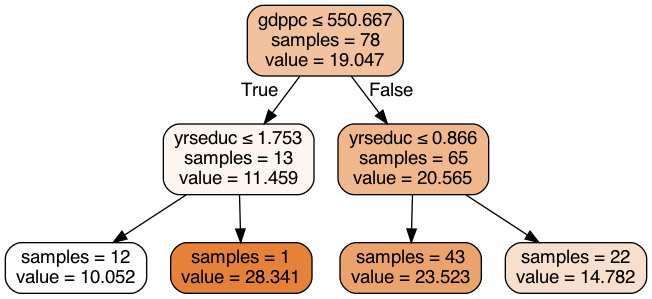 gdppc ≤ 550.667
samples = 78
value = 19.047
True
False
yrseduc ≤ 1.753
samples = 13
value = 11.459
yrseduc ≤ 0.866
samples = 65
value = 20.565
samples = 12
value = 10.052
samples = 1
value = 28.341
samples = 43
value = 23.523
samples = 22
value = 14.782